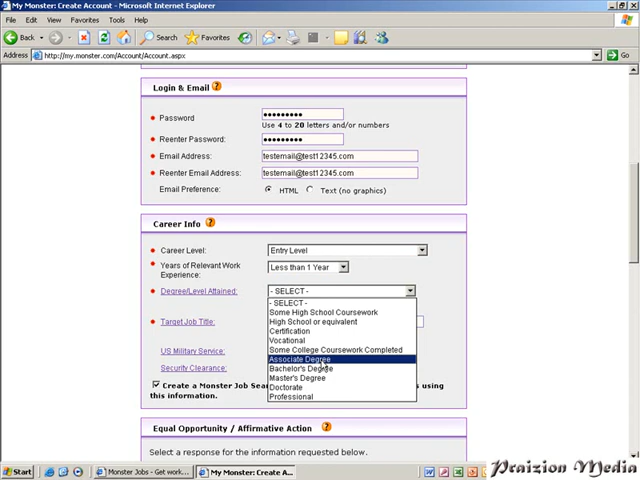 My Monster: Create Account - Microsoft Internet Explorer
File Edit View Favorites Tools Help
Back Search Favorites
Address http://my.monster.com/Account/Account.aspx Go Links
Login & Email ?
Password •••••••••
Use 4 to 20 letters and/or numbers
Reenter Password: •••••••••
Email Address: testemail@test12345.com
Reenter Email Address: testemail@test12345.com
Email Preference: HTML Text (no graphics)
Career Info ?
Career Level: Entry Level
Years of Relevant Work Experience: Less than 1 Year
Degree/Level Attained: - SELECT -
- SELECT -
Some High School Coursework
Target Job Title: High School or equivalent
Certification
Vocational
US Military Service: Some College Coursework Completed
Associate Degree
Security Clearance: Bachelor's Degree
Master's Degree
Create a Monster Job Sea Doctorate using
this information. Professional
Equal Opportunity / Affirmative Action ?
Select a response for the information requested below.
Start Monster Jobs - Get work... My Monster: Create A... Praizion Media